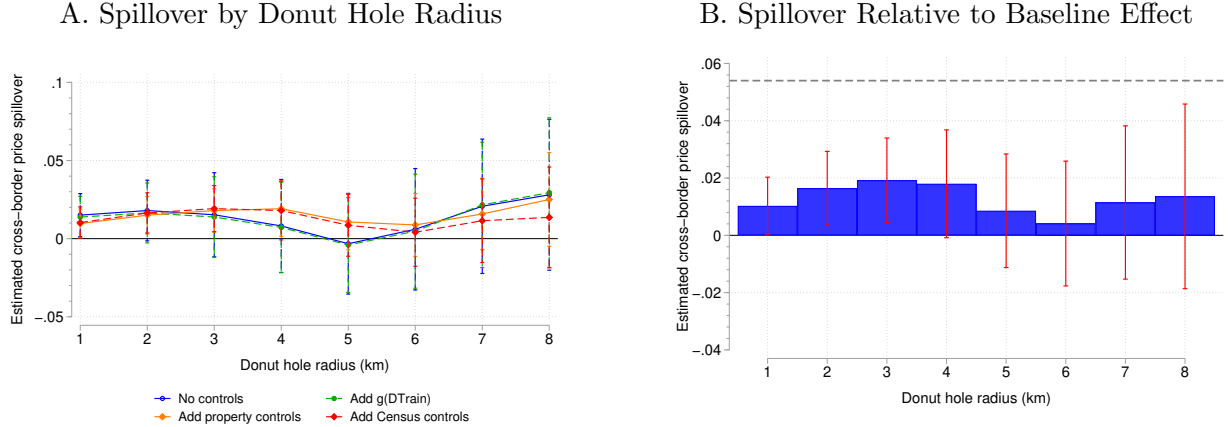 A. Spillover by Donut Hole Radius
Estimated cross−border price spillover
.1
.05
0
−.05
1 2 3 4 5 6 7 8
Donut hole radius (km)
No controls
Add g(DTrain)
Add property controls
Add Census controls
B. Spillover Relative to Baseline Effect
Estimated cross−border price spillover
.06
.04
.02
0
−.02
−.04
1 2 3 4 5 6 7 8
Donut hole radius (km)